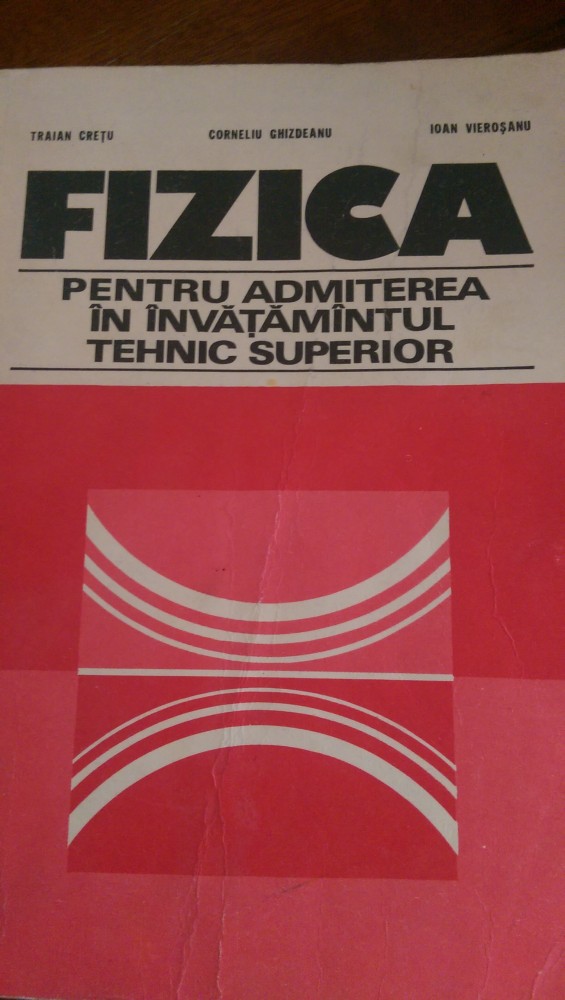 TRAIAN CREȚU CORNELIU GHIZDEANU IOAN VIEROȘANU
FIZICA
PENTRU ADMITEREA
ÎN ÎNVĂȚĂMÎNTUL
TEHNIC SUPERIOR